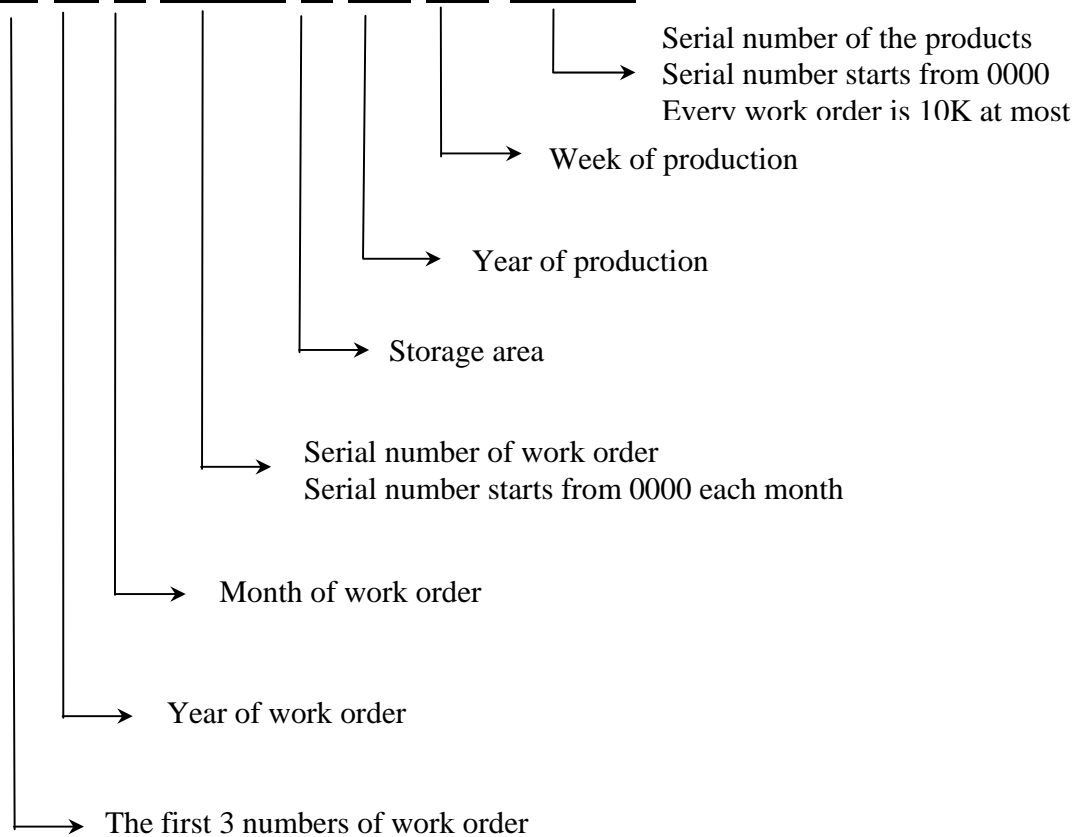 Serial number of the products
Serial number starts from 0000
Every work order is 10K at most
Week of production
Year of production
Storage area
Serial number of work order
Serial number starts from 0000 each month
Month of work order
Year of work order
The first 3 numbers of work order